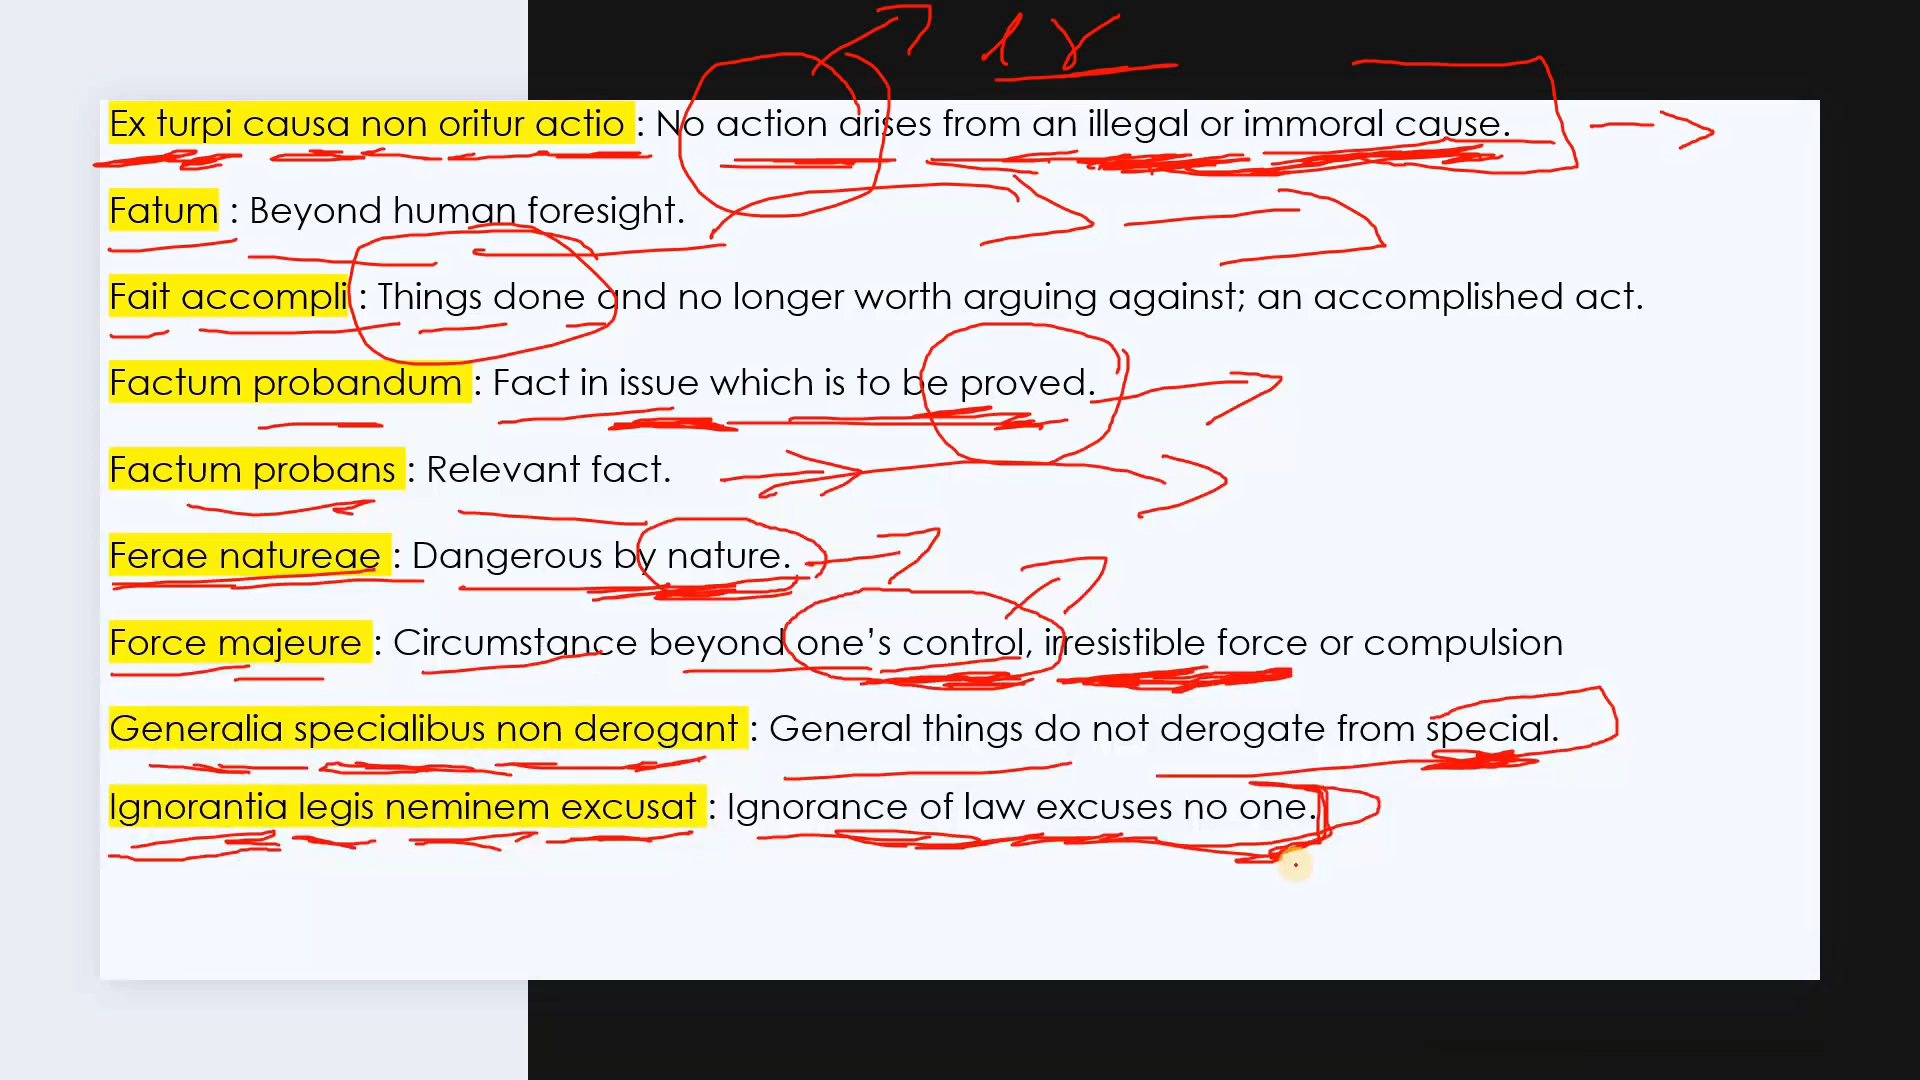 Ex turpi causa non oritur actio : No action arises from an illegal or immoral cause.
Fatum : Beyond human foresight.
Fait accompli : Things done and no longer worth arguing against; an accomplished act.
Factum probandum : Fact in issue which is to be proved.
Factum probans : Relevant fact.
Ferae natureae : Dangerous by nature.
Force majeure : Circumstance beyond one’s control, irresistible force or compulsion
Generalia specialibus non derogant : General things do not derogate from special.
Ignorantia legis neminem excusat : Ignorance of law excuses no one.